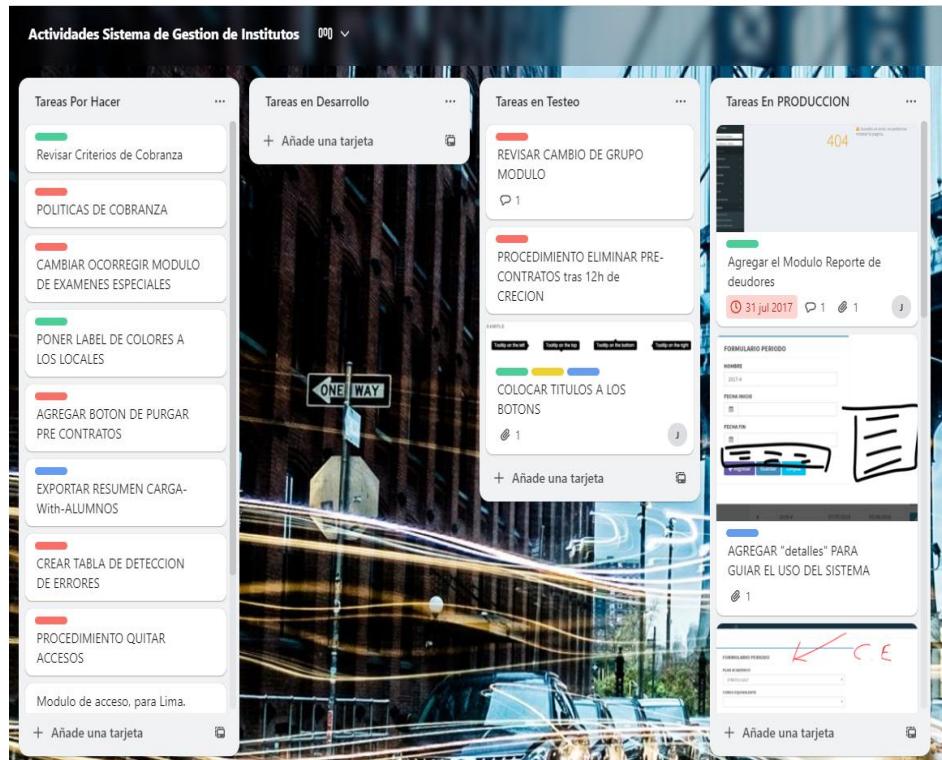 Actividades Sistema de Gestion de Institutos
Tareas Por Hacer
Revisar Criterios de Cobranza
POLITICAS DE COBRANZA
CAMBIAR OCORREGIR MODULO
DE EXAMENES ESPECIALES
PONER LABEL DE COLORES A
LOS LOCALES
AGREGAR BOTON DE PURGAR
PRE CONTRATOS
EXPORTAR RESUMEN CARGA-
With-ALUMNOS
CREAR TABLA DE DETECCION
DE ERRORES
PROCEDIMIENTO QUITAR
ACCESOS
Modulo de acceso, para Lima.
+ Añade una tarjeta
Tareas en Desarrollo
+ Añade una tarjeta
ONE WAY
Tareas en Testeo
REVISAR CAMBIO DE GRUPO
MODULO
1
PROCEDIMIENTO ELIMINAR PRE-
CONTRATOS tras 12h de
CRECION
Tooltip on the left Tooltip on the top Tooltip on the bottom Tooltip on the right
COLOCAR TITULOS A LOS
BOTONS
1
J
+ Añade una tarjeta
Tareas En PRODUCCION
404
Agregar el Modulo Reporte de
deudores
31 jul 2017 1 1 J
FORMULARIO PERIODO
NOMBRE
FECHA INICIO
FECHA FIN
AGREGAR "detalles" PARA
GUIAR EL USO DEL SISTEMA
1
C.E
FORMULARIO PERIODO
+ Añade una tarjeta